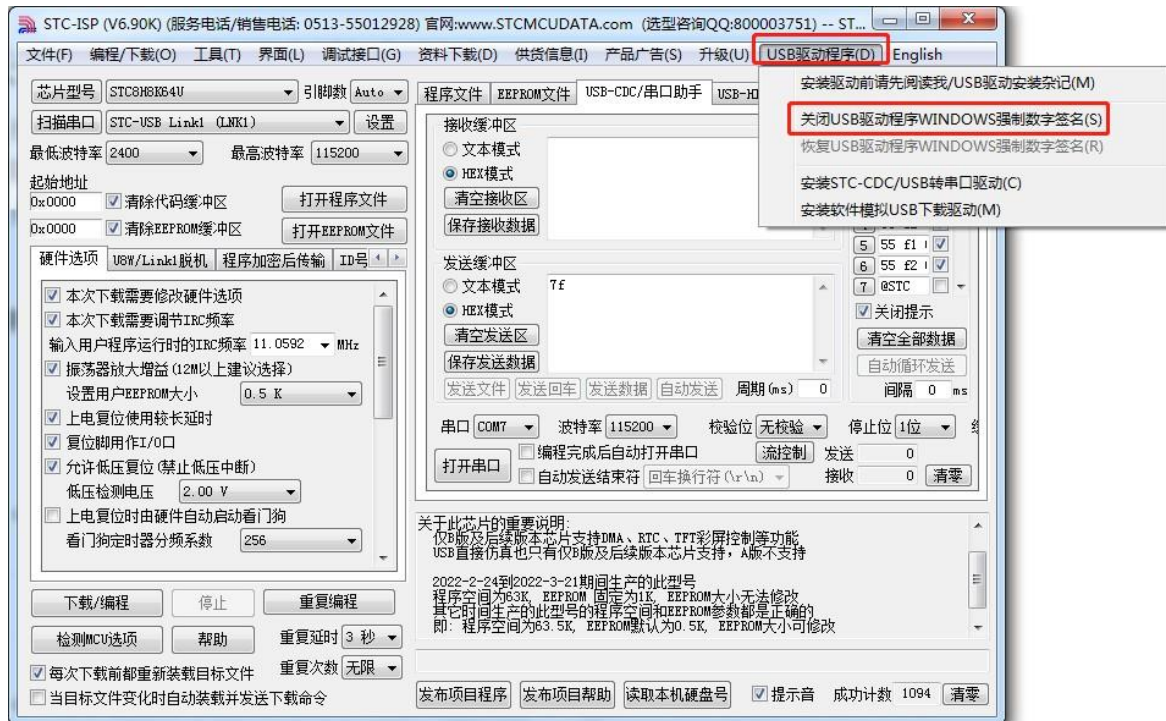 STC-ISP (V6.90K) (服务电话/销售电话: 0513-55012928) 官网:www.STCMCUDATA.com (选型咨询QQ:800003751) -- ST...
文件(F) 编程/下载(O) 工具(T) 界面(L) 调试接口(G) 资料下载(D) 供货信息(I) 产品广告(S) 升级(U) USB驱动程序(D) English
安装驱动前请先阅读我/USB驱动安装杂记(M)
关闭USB驱动程序WINDOWS强制数字签名(S)
恢复USB驱动程序WINDOWS强制数字签名(R)
安装STC-CDC/USB转串口驱动(C)
安装软件模拟USB下载驱动(M)
芯片型号 STC8H8K64U 引脚数 Auto
扫描串口 STC-USB Link1 (LNK1) 设置
最低波特率 2400 最高波特率 115200
起始地址
0x0000 清除代码缓冲区 打开程序文件
0x0000 清除EEPROM缓冲区 打开EEPROM文件
硬件选项 U8W/Link1脱机 程序加密后传输 ID号
本次下载需要修改硬件选项
本次下载需要调节IRC频率
输入用户程序运行时的IRC频率 11.0592 MHz
振荡器放大增益(12M以上建议选择)
设置用户EEPROM大小 0.5 K
上电复位使用较长延时
复位脚用作I/O口
允许低压复位(禁止低压中断)
低压检测电压 2.00 V
上电复位时由硬件自动启动看门狗
看门狗定时器分频系数 256
下载/编程 停止 重复编程
检测MCU选项 帮助 重复延时 3 秒
每次下载前都重新装载目标文件 重复次数 无限
当目标文件变化时自动装载并发送下载命令
程序文件 EEPROM文件 USB-CDC/串口助手
接收缓冲区
文本模式
HEX模式
清空接收区
保存接收数据
5 55 f1
6 55 f2
7 @STC
发送缓冲区
文本模式 7f
HEX模式
清空发送区
保存发送数据
关闭提示
清空全部数据
自动循环发送
间隔 0 ms
发送文件 发送回车 发送数据 自动发送 周期(ms) 0
串口 COM7 波特率 115200 校验位 无校验 停止位 1位
打开串口 编程完成后自动打开串口 流控制 发送 0
自动发送结束符 回车换行符(\r\n) 接收 0 清零
关于此芯片的重要说明:
仅B版及后续版本芯片支持DMA、RTC、TFT彩屏控制等功能
USB直接仿真也只有仅B版及后续版本芯片支持，A版不支持
2022-2-24到2022-3-21期间生产的此型号
程序空间为63K, EEPROM 固定为1K, EEPROM大小无法修改
其它时间生产的此型号的程序空间和EEPROM参数都是正确的
即: 程序空间为63.5K, EEPROM默认为0.5K, EEPROM大小可修改
发布项目程序 发布项目帮助 读取本机硬盘号 提示音 成功计数 1094 清零